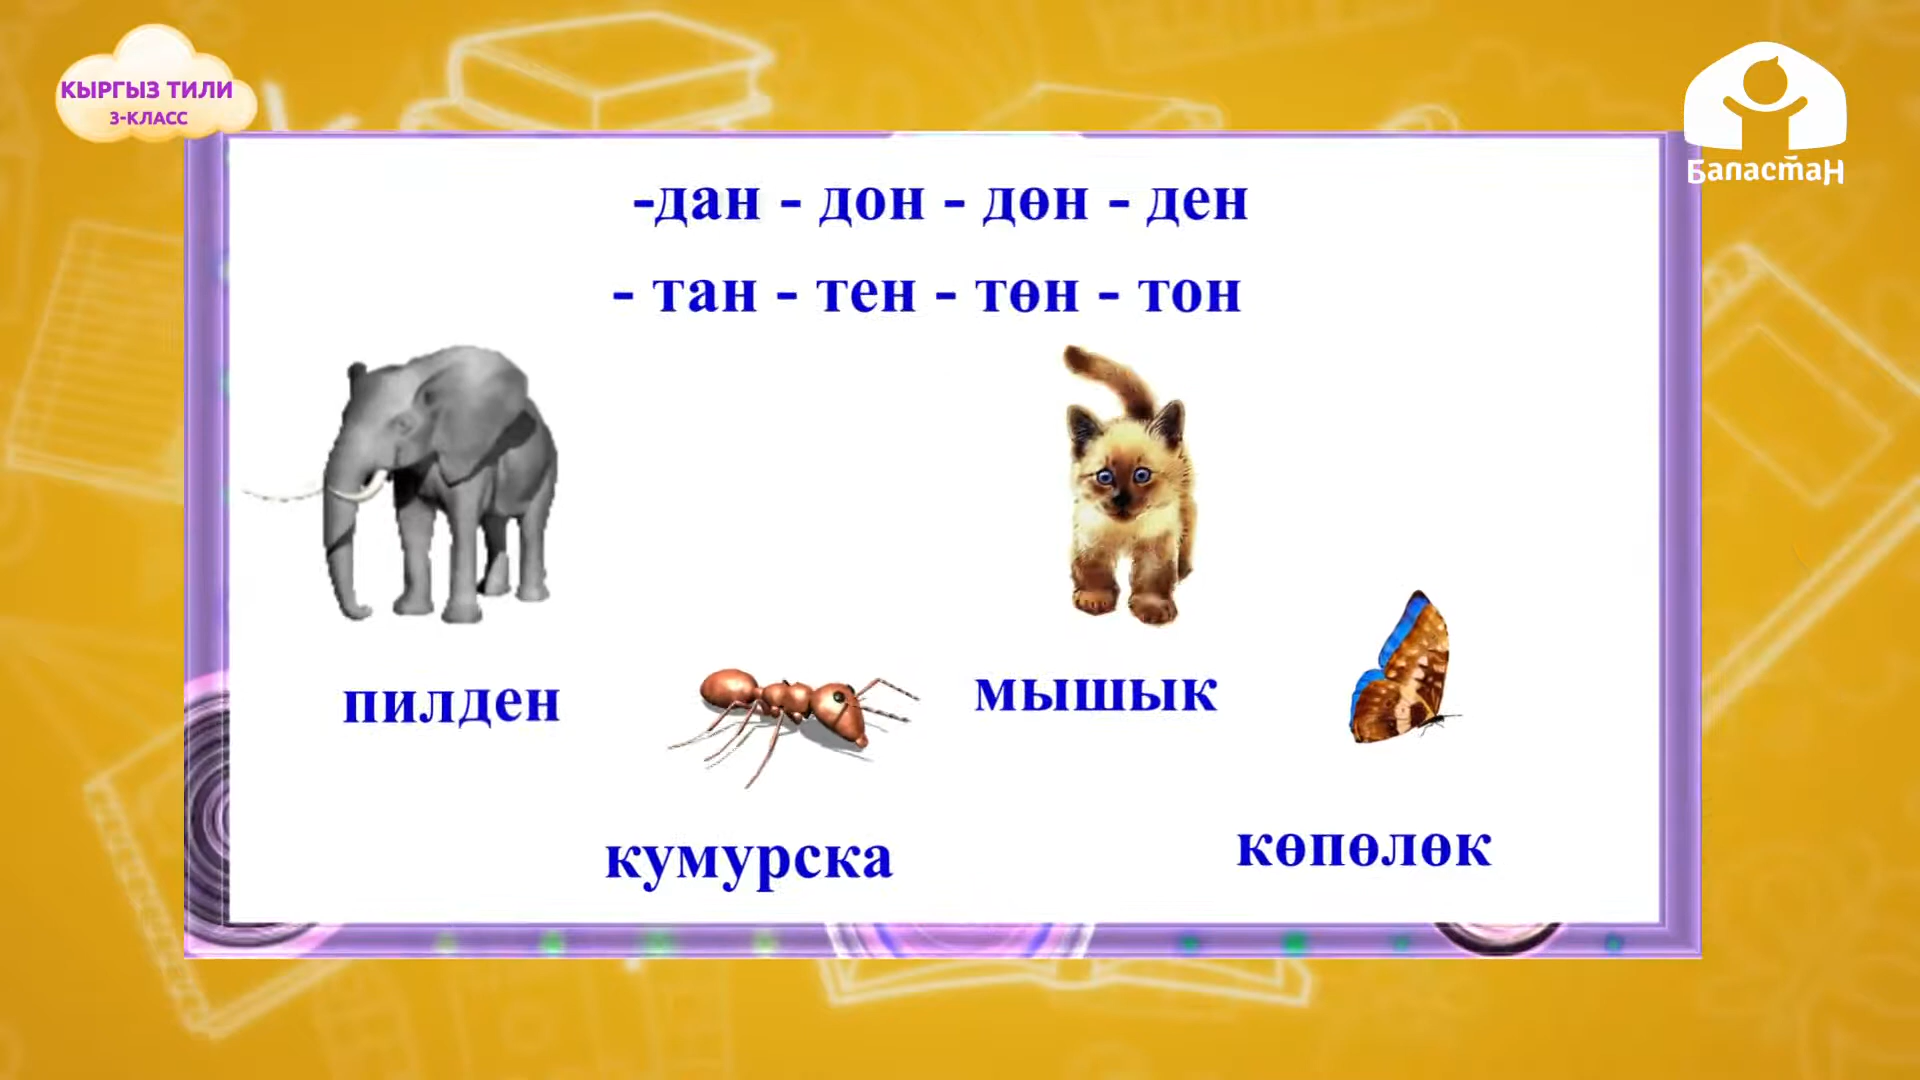 КЫРГЫЗ ТИЛИ
3-КЛАСС
Баластан
-дан - дон - дөн - ден
- тан - тен - төн - тон
пилден
мышык
кумурска
көпөлөк